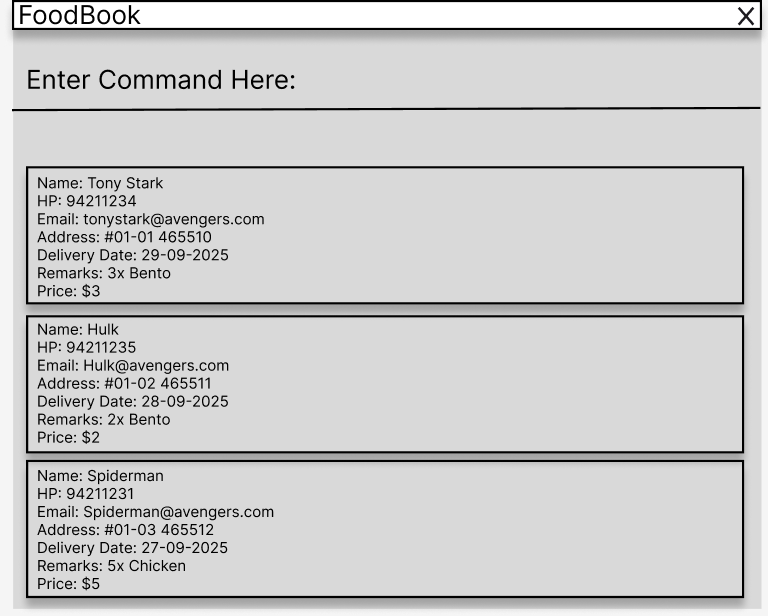 FoodBook X
Enter Command Here:
Name: Tony Stark
HP: 94211234
Email: tonystark@avengers.com
Address: #01-01 465510
Delivery Date: 29-09-2025
Remarks: 3x Bento
Price: $3
Name: Hulk
HP: 94211235
Email: Hulk@avengers.com
Address: #01-02 465511
Delivery Date: 28-09-2025
Remarks: 2x Bento
Price: $2
Name: Spiderman
HP: 94211231
Email: Spiderman@avengers.com
Address: #01-03 465512
Delivery Date: 27-09-2025
Remarks: 5x Chicken
Price: $5